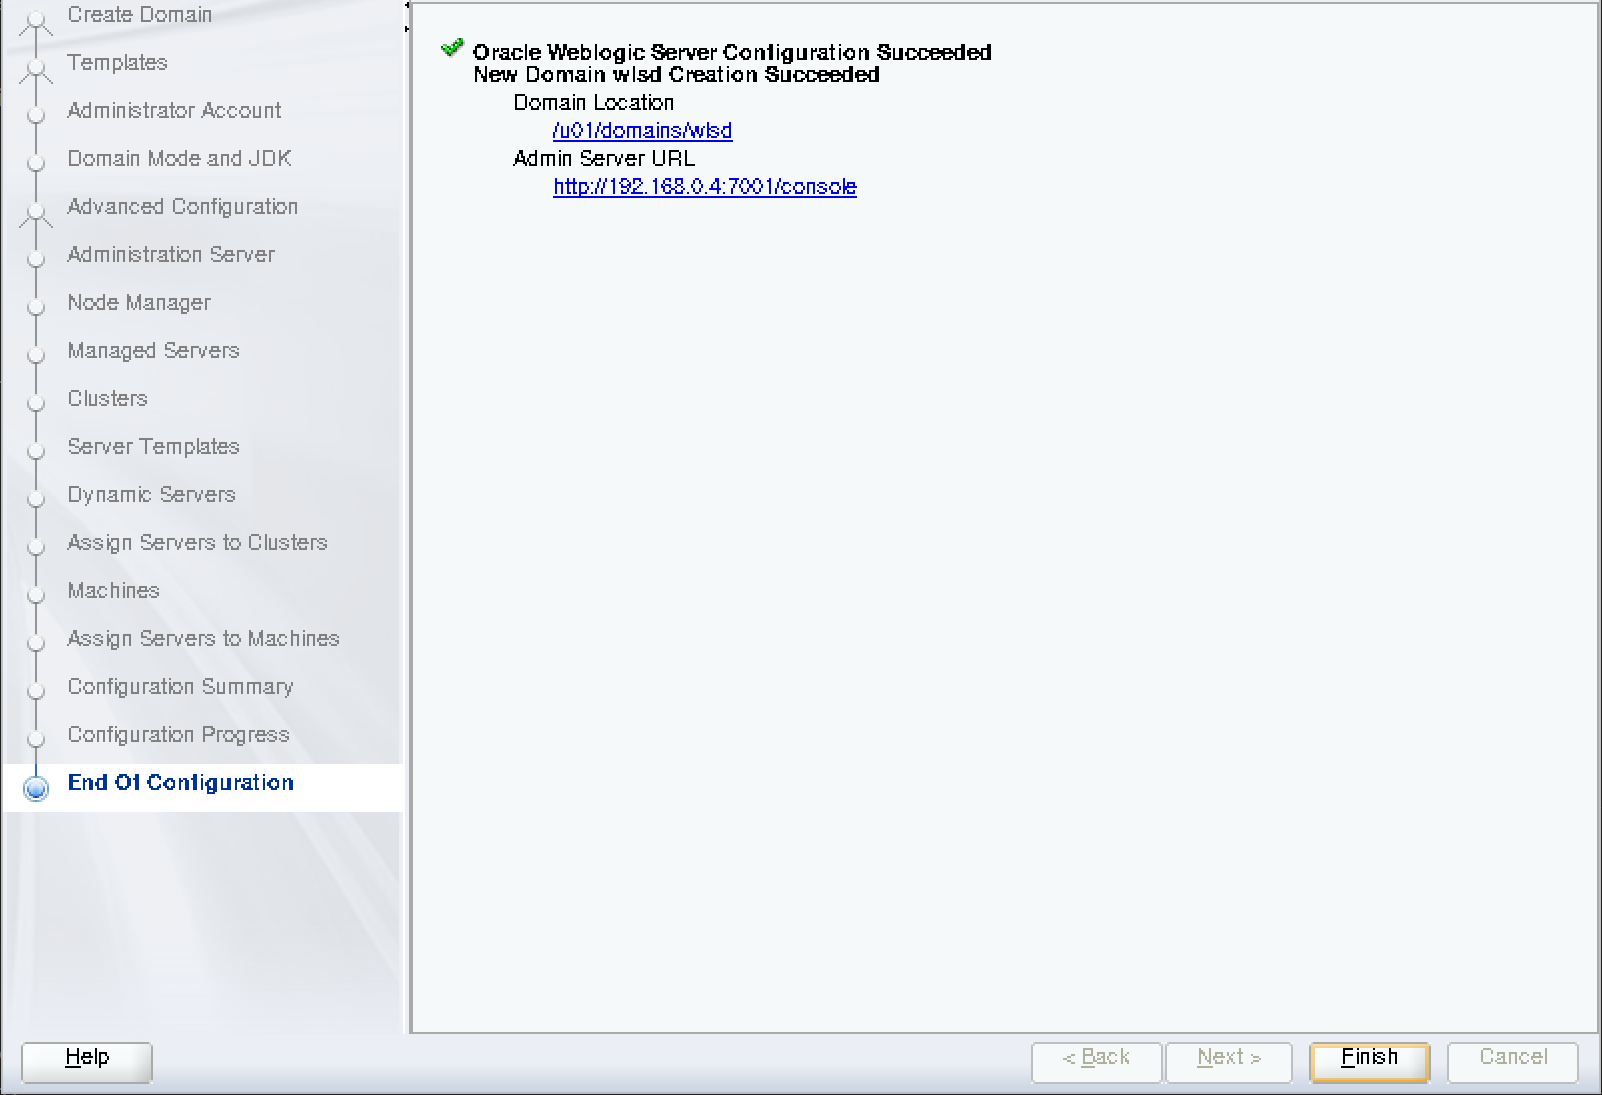 Create Domain
Templates
Administrator Account
Domain Mode and JDK
Advanced Configuration
Administration Server
Node Manager
Managed Servers
Clusters
Server Templates
Dynamic Servers
Assign Servers to Clusters
Machines
Assign Servers to Machines
Configuration Summary
Configuration Progress
End Of Configuration
Oracle Weblogic Server Configuration Succeeded
New Domain wlsd Creation Succeeded
Domain Location
/u01/domains/wlsd
Admin Server URL
http://192.168.0.4:7001/console
Help
< Back
Next >
Finish
Cancel